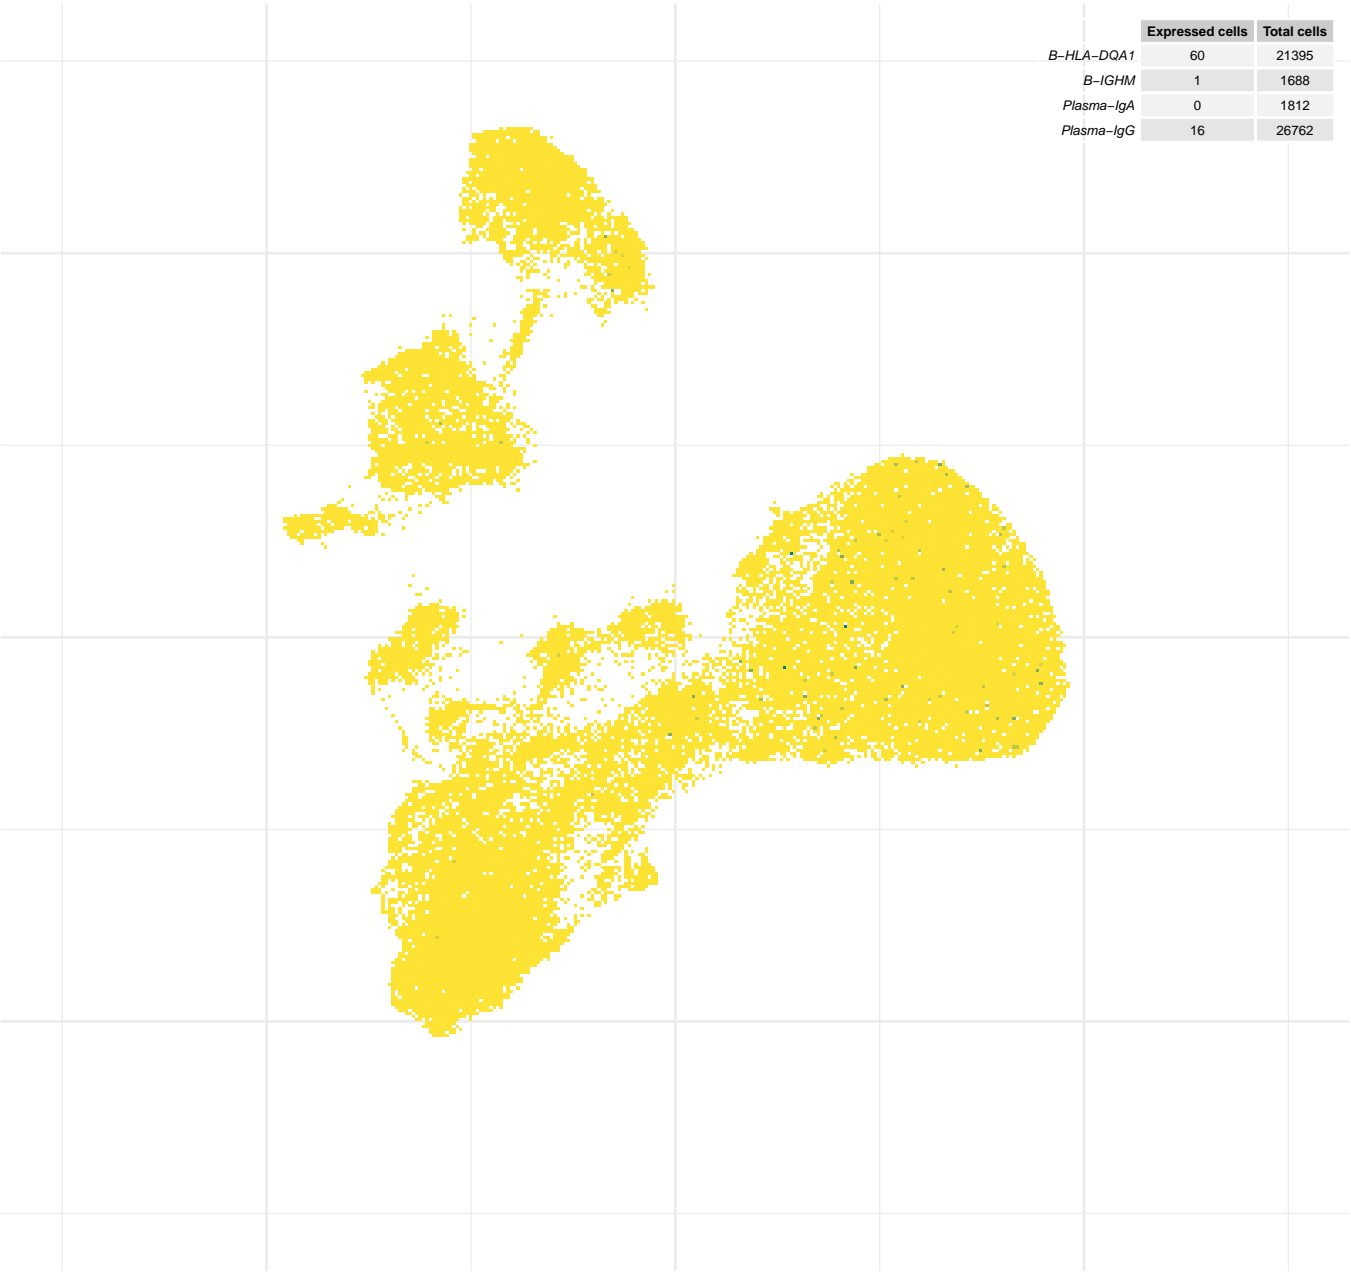 Expressed cells Total cells
B−HLA−DQA1 60 21395
B−IGHM 1 1688
Plasma−IgA 0 1812
Plasma−IgG 16 26762